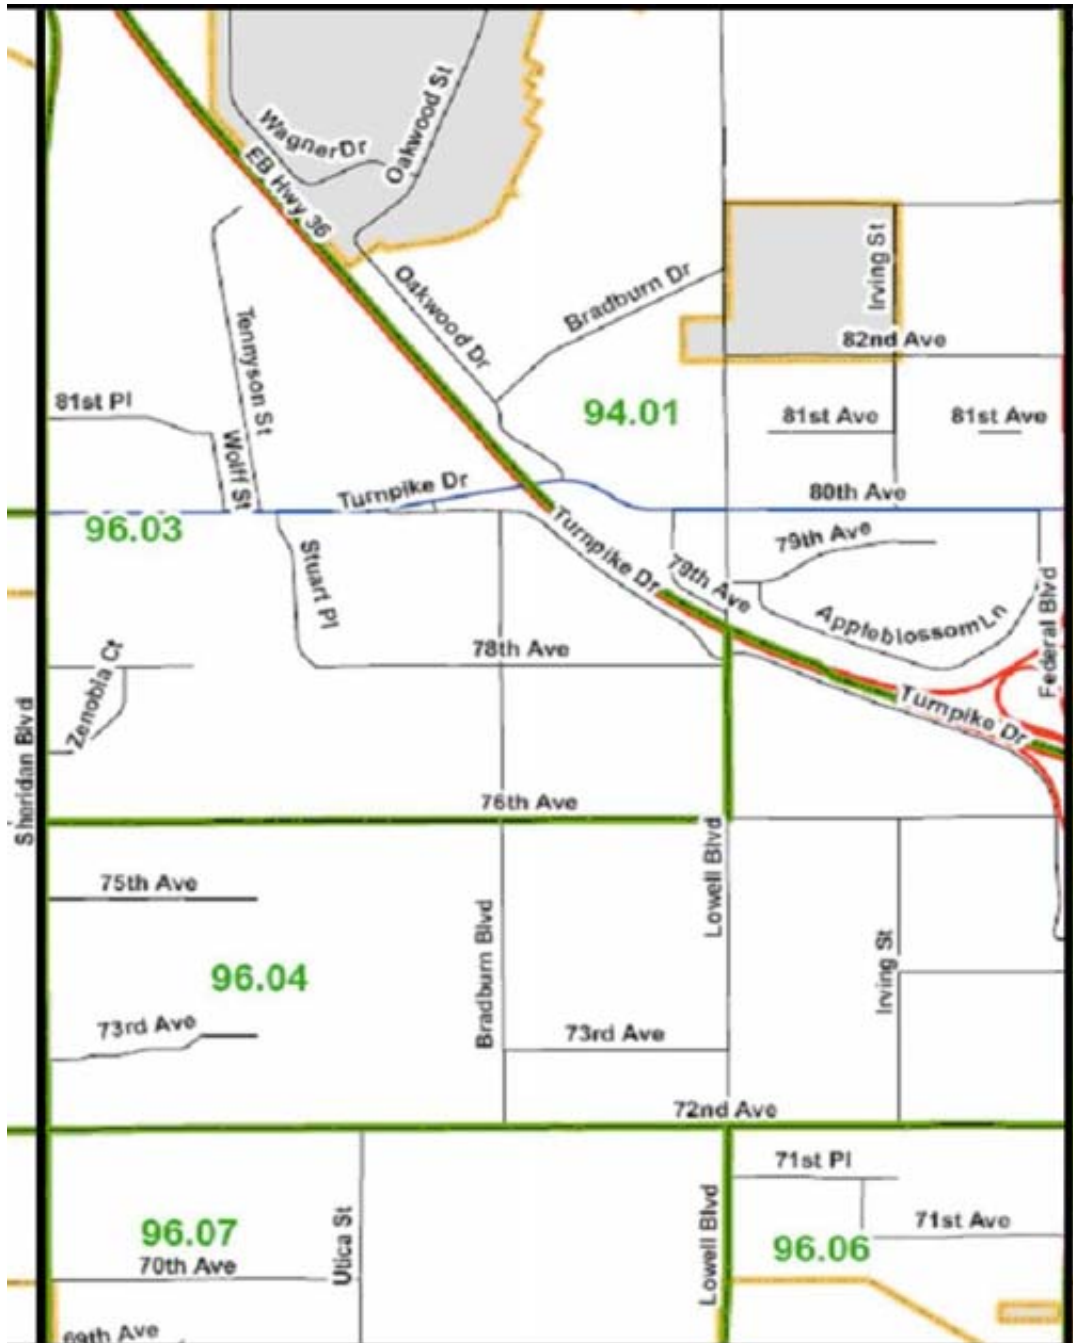 Wagner Dr
Oakwood St
EB Hwy 36
Irving St
Oakwood Dr
Bradburn Dr
Tennyson St
82nd Ave
81st Pl
94.01
81st Ave
81st Ave
Wolff St
Turnpike Dr
80th Ave
96.03
Turnpike Dr
79th Ave
79th Ave
Stuart Pl
Appleblossom Ln
Federal Blvd
78th Ave
Zenobia Ct
Turnpike Dr
Sheridan Blvd
76th Ave
Lowell Blvd
75th Ave
Bradburn Blvd
Irving St
96.04
73rd Ave
73rd Ave
72nd Ave
71st Pl
Lowell Blvd
71st Ave
96.07
96.06
Utica St
70th Ave
69th Ave